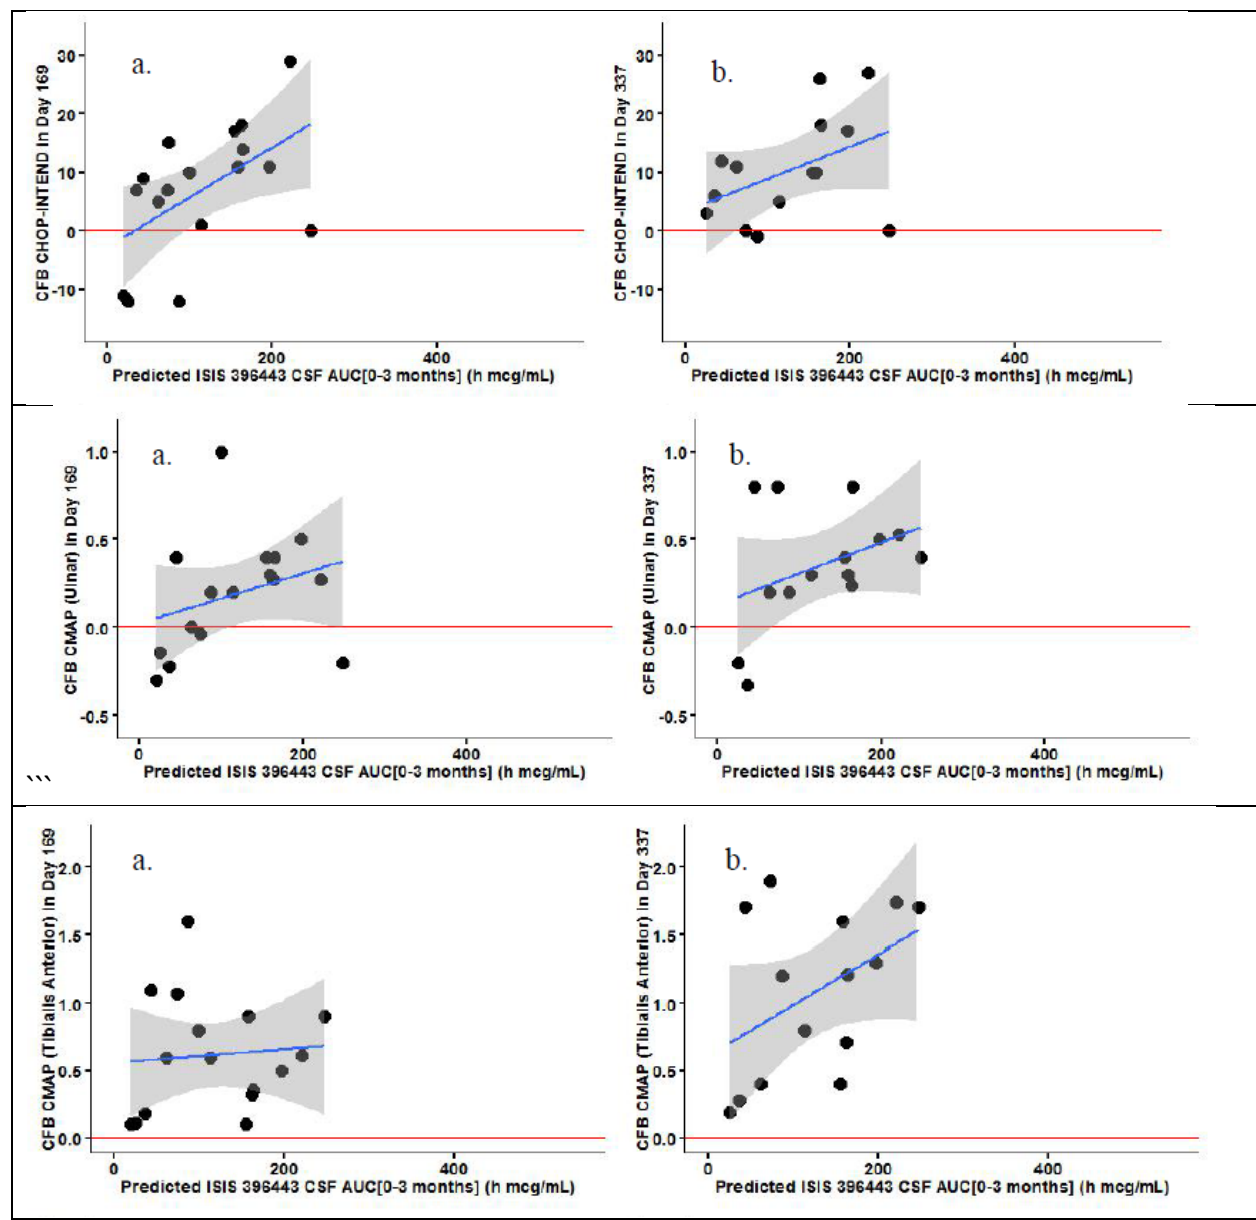 a.
CFB CHOP-INTEND In Day 169
30
20
10
0
-10
0 200 400
Predicted ISIS 396443 CSF AUC[0-3 months] (h mcg/mL)
b.
CFB CHOP-INTEND In Day 337
30
20
10
0
-10
0 200 400
Predicted ISIS 396443 CSF AUC[0-3 months] (h mcg/mL)
a.
CFB CMAP (Ulnar) In Day 169
1.0
0.5
0.0
-0.5
0 200 400
Predicted ISIS 396443 CSF AUC[0-3 months] (h mcg/mL)
b.
CFB CMAP (Ulnar) In Day 337
1.0
0.5
0.0
-0.5
0 200 400
Predicted ISIS 396443 CSF AUC[0-3 months] (h mcg/mL)
```
a.
CFB CMAP (Tibialis Anterior) In Day 169
2.0
1.5
1.0
0.5
0.0
0 200 400
Predicted ISIS 396443 CSF AUC[0-3 months] (h mcg/mL)
b.
CFB CMAP (Tibialis Anterior) In Day 337
2.0
1.5
1.0
0.5
0.0
0 200 400
Predicted ISIS 396443 CSF AUC[0-3 months] (h mcg/mL)